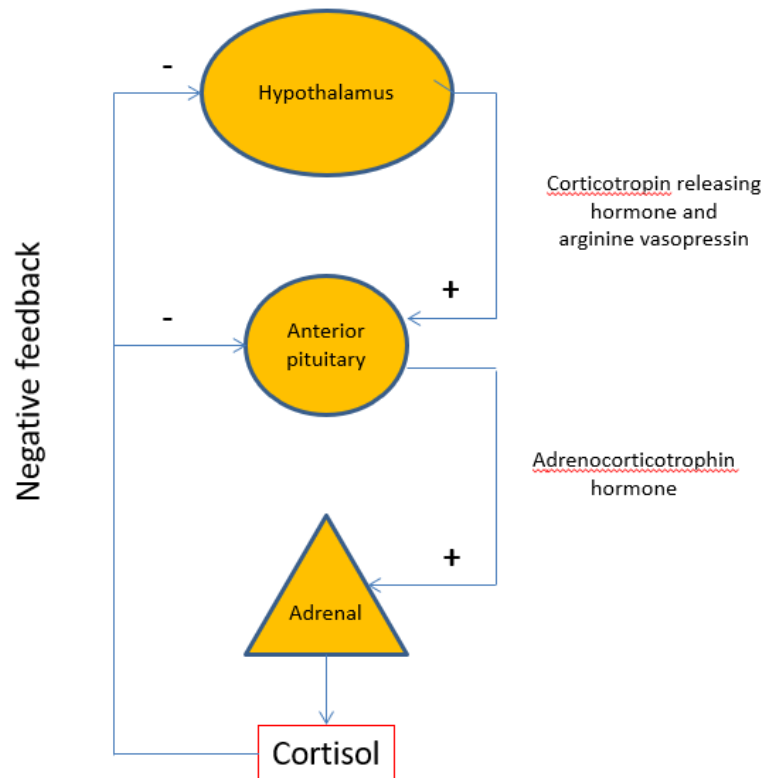 -
Hypothalamus
Corticotropin releasing
hormone and
arginine vasopressin
Negative feedback
+
-
Anterior
pituitary
Adrenocorticotrophin
hormone
+
Adrenal
Cortisol